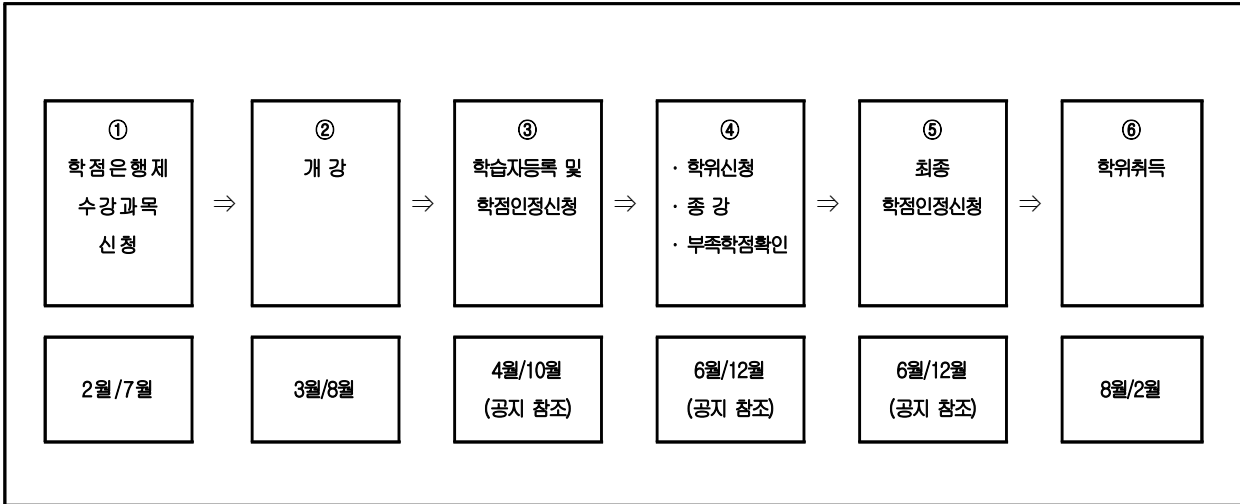 ①
학점은행제
수강과목
신청
⇒
②
개 강
⇒
③
학습자등록 및
학점인정신청
⇒
④
· 학위신청
· 종 강
· 부족학점확인
⇒
⑤
최종
학점인정신청
⇒
⑥
학위취득
2월/7월
3월/8월
4월/10월
(공지 참조)
6월/12월
(공지 참조)
6월/12월
(공지 참조)
8월/2월